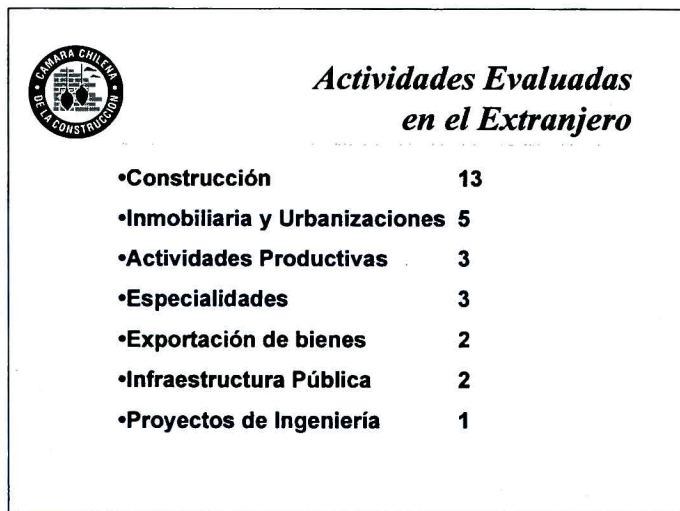 CAMARA CHILENA
DE LA CONSTRUCCION
Actividades Evaluadas
en el Extranjero
•Construcción 13
•Inmobiliaria y Urbanizaciones 5
•Actividades Productivas 3
•Especialidades 3
•Exportación de bienes 2
•Infraestructura Pública 2
•Proyectos de Ingeniería 1